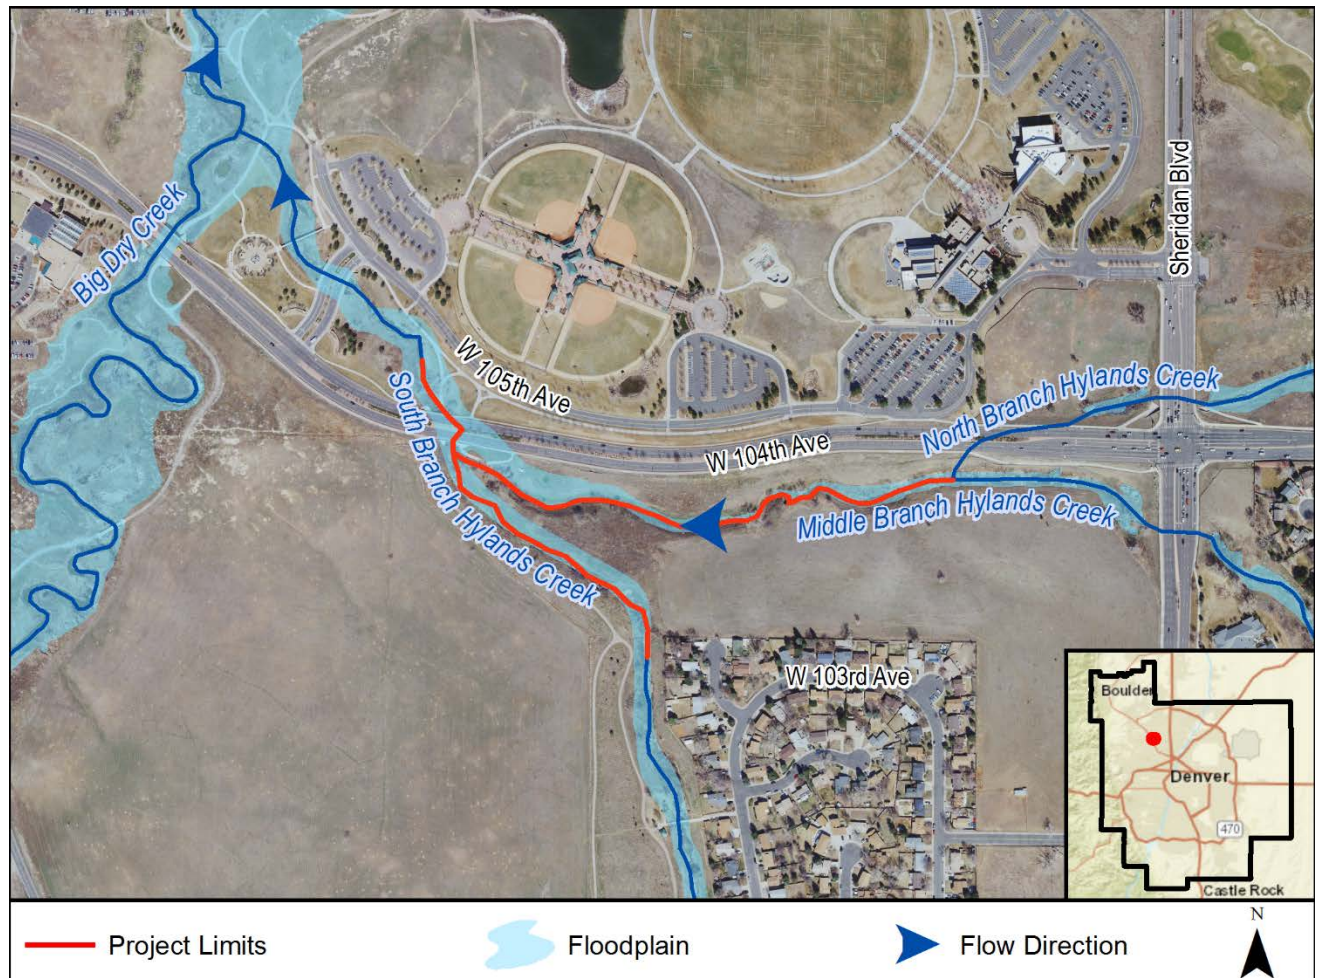 Big Dry Creek
Sheridan Blvd
W 105th Ave
South Branch Hylands Creek
W 104th Ave
North Branch Hylands Creek
Middle Branch Hylands Creek
W 103rd Ave
Boulder
Denver
470
Castle Rock
Project Limits
Floodplain
Flow Direction
N